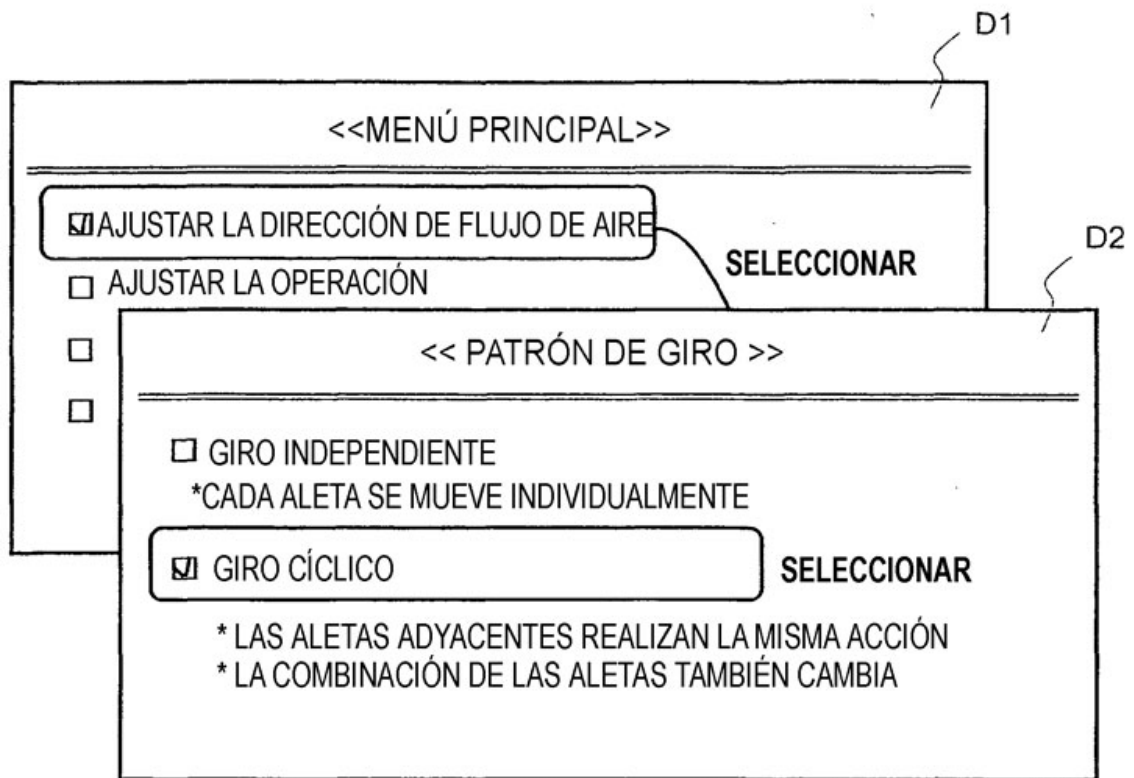 D1
<<MENÚ PRINCIPAL>>
AJUSTAR LA DIRECCIÓN DE FLUJO DE AIRE
SELECCIONAR
AJUSTAR LA OPERACIÓN
D2
<< PATRÓN DE GIRO >>
GIRO INDEPENDIENTE
*CADA ALETA SE MUEVE INDIVIDUALMENTE
GIRO CÍCLICO
SELECCIONAR
* LAS ALETAS ADYACENTES REALIZAN LA MISMA ACCIÓN
* LA COMBINACIÓN DE LAS ALETAS TAMBIÉN CAMBIA